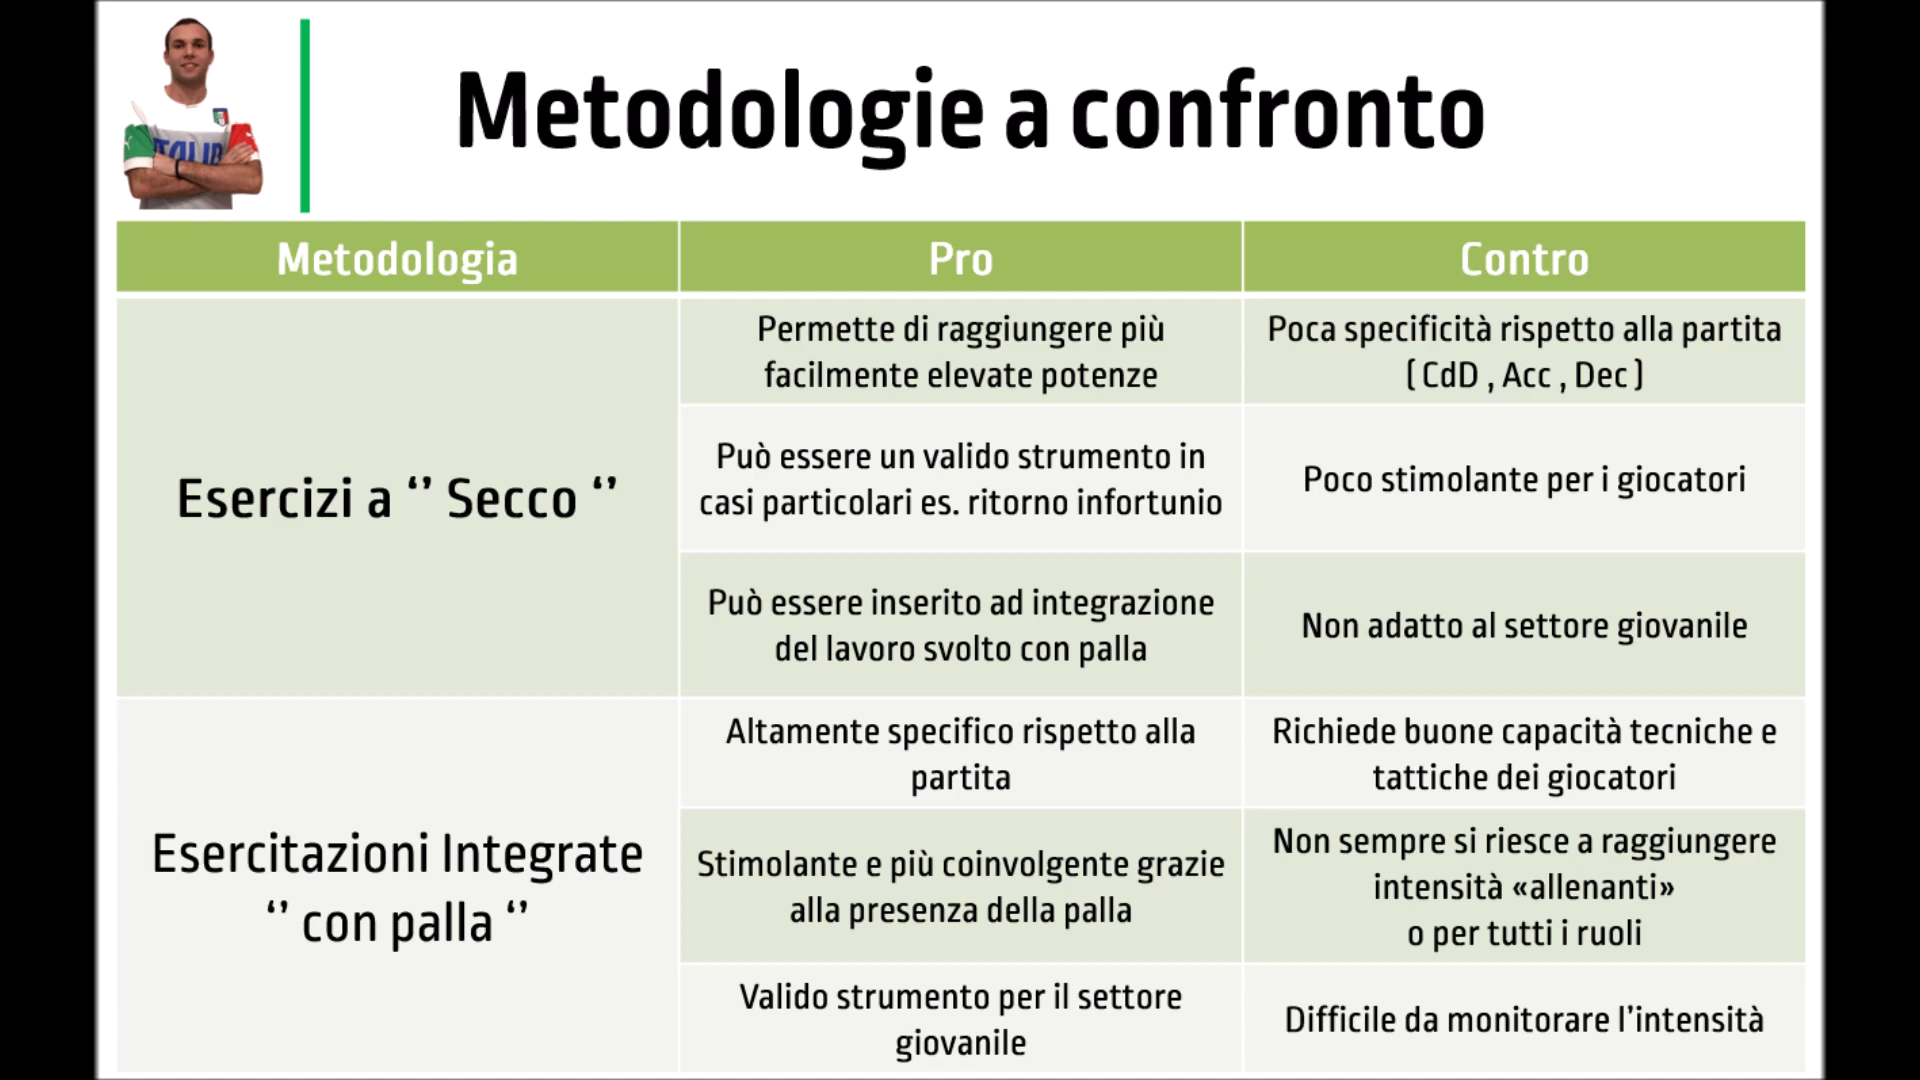 Metodologie a confronto
Metodologia
Pro
Contro
Esercizi a ‘’ Secco ‘’
Permette di raggiungere più
facilmente elevate potenze
Poca specificità rispetto alla partita
( CdD , Acc , Dec )
Può essere un valido strumento in
casi particolari es. ritorno infortunio
Poco stimolante per i giocatori
Può essere inserito ad integrazione
del lavoro svolto con palla
Non adatto al settore giovanile
Esercitazioni Integrate
‘’ con palla ‘’
Altamente specifico rispetto alla
partita
Richiede buone capacità tecniche e
tattiche dei giocatori
Stimolante e più coinvolgente grazie
alla presenza della palla
Non sempre si riesce a raggiungere
intensità «allenanti»
o per tutti i ruoli
Valido strumento per il settore
giovanile
Difficile da monitorare l’intensità